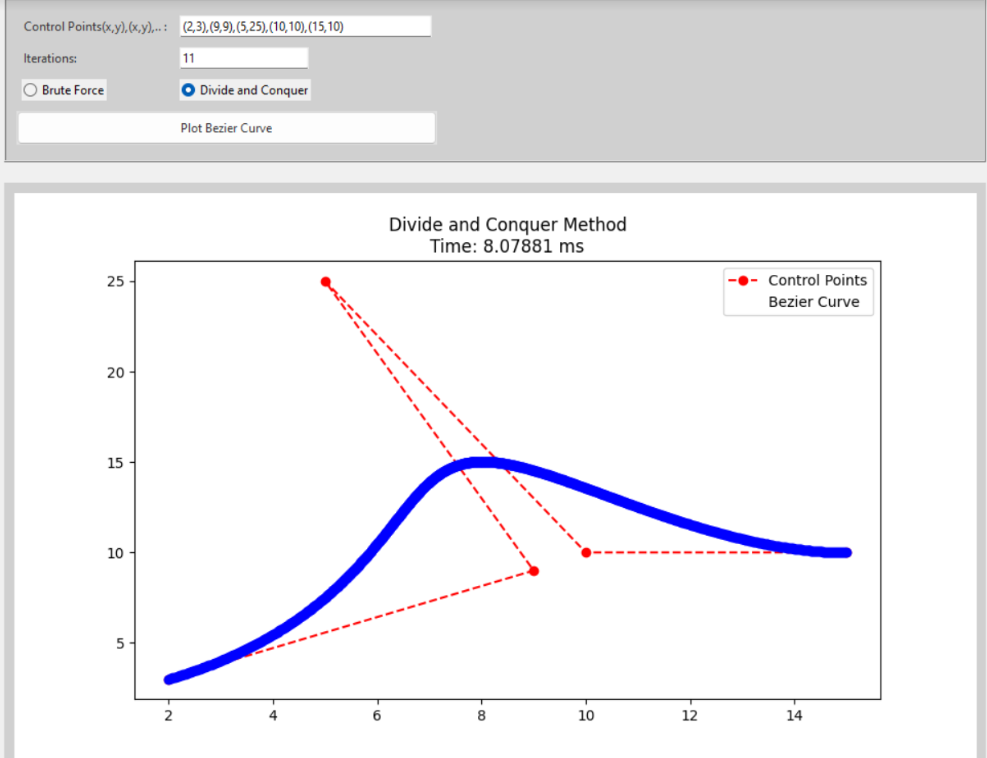 Control Points(x,y),(x,y),.. : (2,3),(9,9),(5,25),(10,10),(15,10)
Iterations: 11
Brute Force Divide and Conquer
Plot Bezier Curve
Divide and Conquer Method
Time: 8.07881 ms
Control Points
Bezier Curve
25
20
15
10
5
2 4 6 8 10 12 14